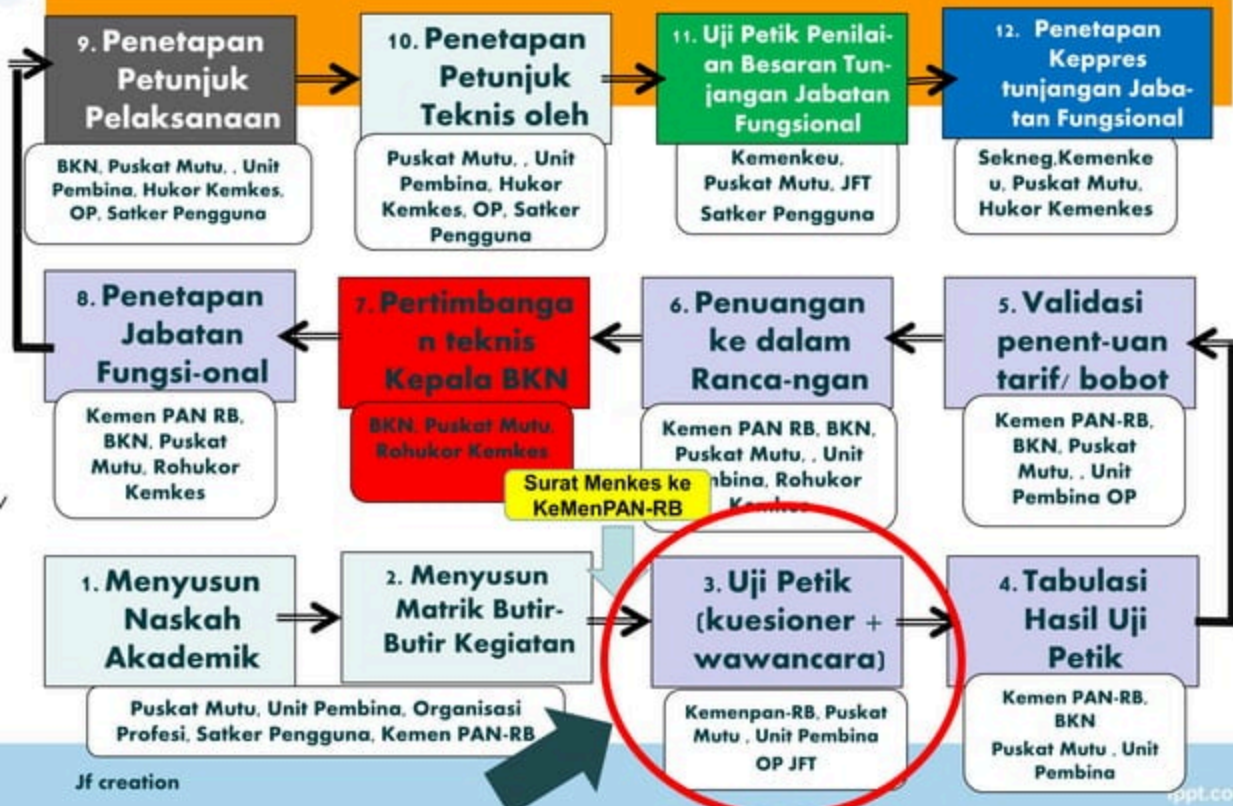 9. Penetapan
Petunjuk
Pelaksanaan
BKN, Puskat Mutu, , Unit
Pembina, Hukor Kemkes,
OP, Satker Pengguna
10. Penetapan
Petunjuk
Teknis oleh
Puskat Mutu, , Unit
Pembina, Hukor
Kemkes, OP, Satker
Pengguna
11. Uji Petik Penilai-
an Besaran Tun-
jangan Jabatan
Fungsional
Kemenkeu,
Puskat Mutu, JFT
Satker Pengguna
12. Penetapan
Keppres
tunjangan Jaba-
tan Fungsional
Sekneg,Kemenke
u, Puskat Mutu,
Hukor Kemenkes
8. Penetapan
Jabatan
Fungsi-onal
Kemen PAN RB,
BKN, Puskat
Mutu, Rohukor
Kemkes
7. Pertimbanga
n teknis
Kepala BKN
BKN, Puskat Mutu,
Rohukor Kemkes
6. Penuangan
ke dalam
Ranca-ngan
Kemen PAN RB, BKN,
Puskat Mutu, , Unit
mbina, Rohukor
Kemkes
5. Validasi
penent-uan
tarif/ bobot
Kemen PAN-RB,
BKN, Puskat
Mutu, , Unit
Pembina OP
Surat Menkes ke
KeMenPAN-RB
1. Menyusun
Naskah
Akademik
2. Menyusun
Matrik Butir-
Butir Kegiatan
Puskat Mutu, Unit Pembina, Organisasi
Profesi, Satker Pengguna, Kemen PAN-RB
3. Uji Petik
(kuesioner +
wawancara)
Kemenpan-RB, Puskat
Mutu , Unit Pembina
OP JFT
4. Tabulasi
Hasil Uji
Petik
Kemen PAN-RB,
BKN
Puskat Mutu , Unit
Pembina
Jf creation
fppt.co